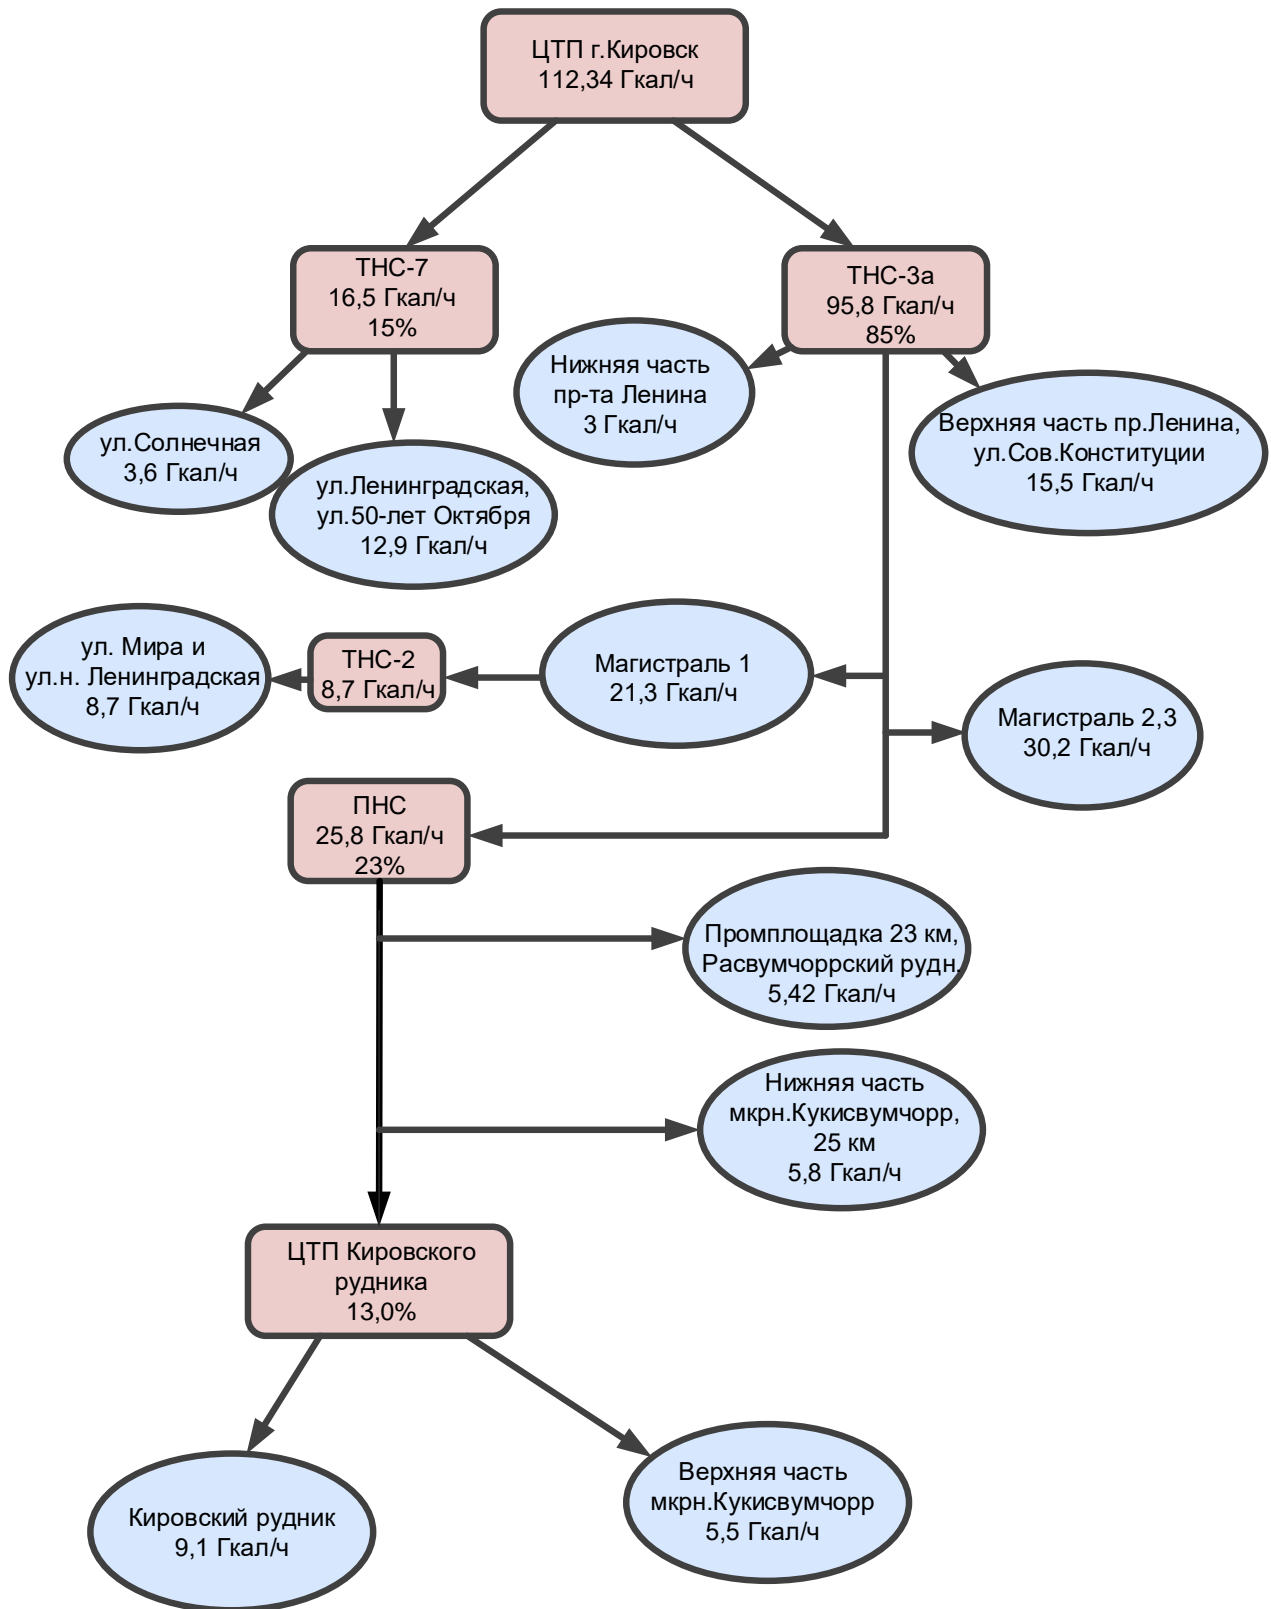 ЦТП г.Кировск
112,34 Гкал/ч
ТНС-7
16,5 Гкал/ч
15%
ТНС-3а
95,8 Гкал/ч
85%
Нижняя часть
пр-та Ленина
3 Гкал/ч
Верхняя часть пр.Ленина,
ул.Сов.Конституции
15,5 Гкал/ч
ул.Солнечная
3,6 Гкал/ч
ул.Ленинградская,
ул.50-лет Октября
12,9 Гкал/ч
ул. Мира и
ул.н. Ленинградская
8,7 Гкал/ч
ТНС-2
8,7 Гкал/ч
Магистраль 1
21,3 Гкал/ч
Магистраль 2,3
30,2 Гкал/ч
ПНС
25,8 Гкал/ч
23%
Промплощадка 23 км,
Расвумчоррский рудн.
5,42 Гкал/ч
Нижняя часть
мкрн.Кукисвумчорр,
25 км
5,8 Гкал/ч
ЦТП Кировского
рудника
13,0%
Кировский рудник
9,1 Гкал/ч
Верхняя часть
мкрн.Кукисвумчорр
5,5 Гкал/ч